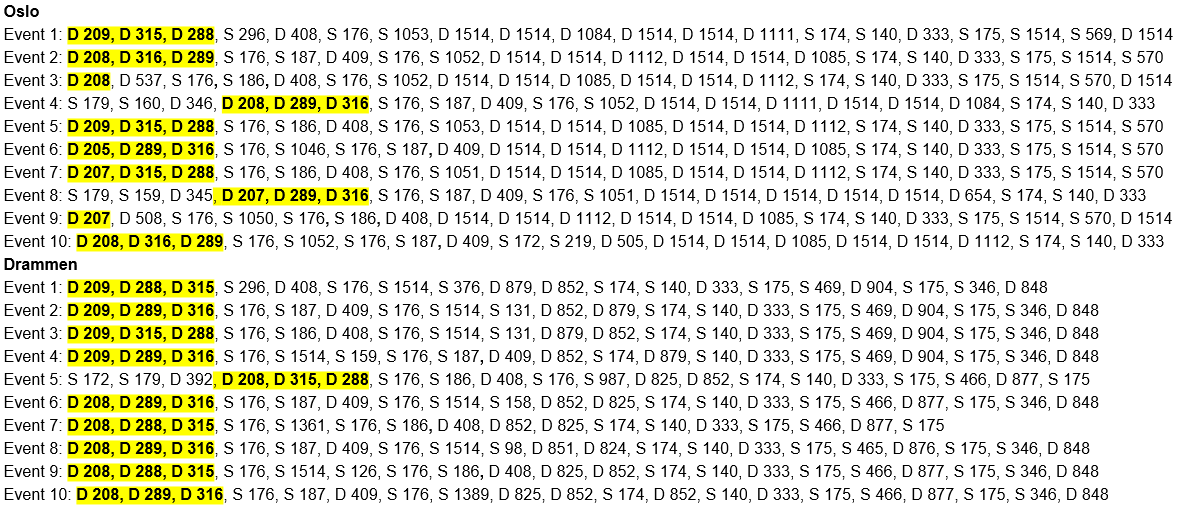 Oslo
Event 1: D 209, D 315, D 288, S 296, D 408, S 176, S 1053, D 1514, D 1514, D 1084, D 1514, D 1514, D 1111, S 174, S 140, D 333, S 175, S 1514, S 569, D 1514
Event 2: D 208, D 316, D 289, S 176, S 187, D 409, S 176, S 1052, D 1514, D 1514, D 1112, D 1514, D 1514, D 1085, S 174, S 140, D 333, S 175, S 1514, S 570
Event 3: D 208, D 537, S 176, S 186, D 408, S 176, S 1052, D 1514, D 1514, D 1085, D 1514, D 1514, D 1112, S 174, S 140, D 333, S 175, S 1514, S 570, D 1514
Event 4: S 179, S 160, D 346, D 208, D 289, D 316, S 176, S 187, D 409, S 176, S 1052, D 1514, D 1514, D 1111, D 1514, D 1514, D 1084, S 174, S 140, D 333
Event 5: D 209, D 315, D 288, S 176, S 186, D 408, S 176, S 1053, D 1514, D 1514, D 1085, D 1514, D 1514, D 1112, S 174, S 140, D 333, S 175, S 1514, S 570
Event 6: D 205, D 289, D 316, S 176, S 1046, S 176, S 187, D 409, D 1514, D 1514, D 1112, D 1514, D 1514, D 1085, S 174, S 140, D 333, S 175, S 1514, S 570
Event 7: D 207, D 315, D 288, S 176, S 186, D 408, S 176, S 1051, D 1514, D 1514, D 1085, D 1514, D 1514, D 1112, S 174, S 140, D 333, S 175, S 1514, S 570
Event 8: S 179, S 159, D 345, D 207, D 289, D 316, S 176, S 187, D 409, S 176, S 1051, D 1514, D 1514, D 1514, D 1514, D 1514, D 654, S 174, S 140, D 333
Event 9: D 207, D 508, S 176, S 1050, S 176, S 186, D 408, D 1514, D 1514, D 1112, D 1514, D 1514, D 1085, S 174, S 140, D 333, S 175, S 1514, S 570, D 1514
Event 10: D 208, D 316, D 289, S 176, S 1052, S 176, S 187, D 409, S 172, S 219, D 505, D 1514, D 1514, D 1085, D 1514, D 1514, D 1112, S 174, S 140, D 333
Drammen
Event 1: D 209, D 288, D 315, S 296, D 408, S 176, S 1514, S 376, D 879, D 852, S 174, S 140, D 333, S 175, S 469, D 904, S 175, S 346, D 848
Event 2: D 209, D 289, D 316, S 176, S 187, D 409, S 176, S 1514, S 131, D 852, D 879, S 174, S 140, D 333, S 175, S 469, D 904, S 175, S 346, D 848
Event 3: D 209, D 315, D 288, S 176, S 186, D 408, S 176, S 1514, S 131, D 879, D 852, S 174, S 140, D 333, S 175, S 469, D 904, S 175, S 346, D 848
Event 4: D 209, D 289, D 316, S 176, S 1514, S 159, S 176, S 187, D 409, D 852, S 174, D 879, S 140, D 333, S 175, S 469, D 904, S 175, S 346, D 848
Event 5: S 172, S 179, D 392, D 208, D 315, D 288, S 176, S 186, D 408, S 176, S 987, D 825, D 852, S 174, S 140, D 333, S 175, S 466, D 877, S 175
Event 6: D 208, D 289, D 316, S 176, S 187, D 409, S 176, S 1514, S 158, D 852, D 825, S 174, S 140, D 333, S 175, S 466, D 877, S 175, S 346, D 848
Event 7: D 208, D 288, D 315, S 176, S 1361, S 176, S 186, D 408, D 852, D 825, S 174, S 140, D 333, S 175, S 466, D 877, S 175
Event 8: D 208, D 289, D 316, S 176, S 187, D 409, S 176, S 1514, S 98, D 851, D 824, S 174, S 140, D 333, S 175, S 465, D 876, S 175, S 346, D 848
Event 9: D 208, D 288, D 315, S 176, S 1514, S 126, S 176, S 186, D 408, D 825, D 852, S 174, S 140, D 333, S 175, S 466, D 877, S 175, S 346, D 848
Event 10: D 208, D 289, D 316, S 176, S 187, D 409, S 176, S 1389, D 825, D 852, S 174, D 852, S 140, D 333, S 175, S 466, D 877, S 175, S 346, D 848